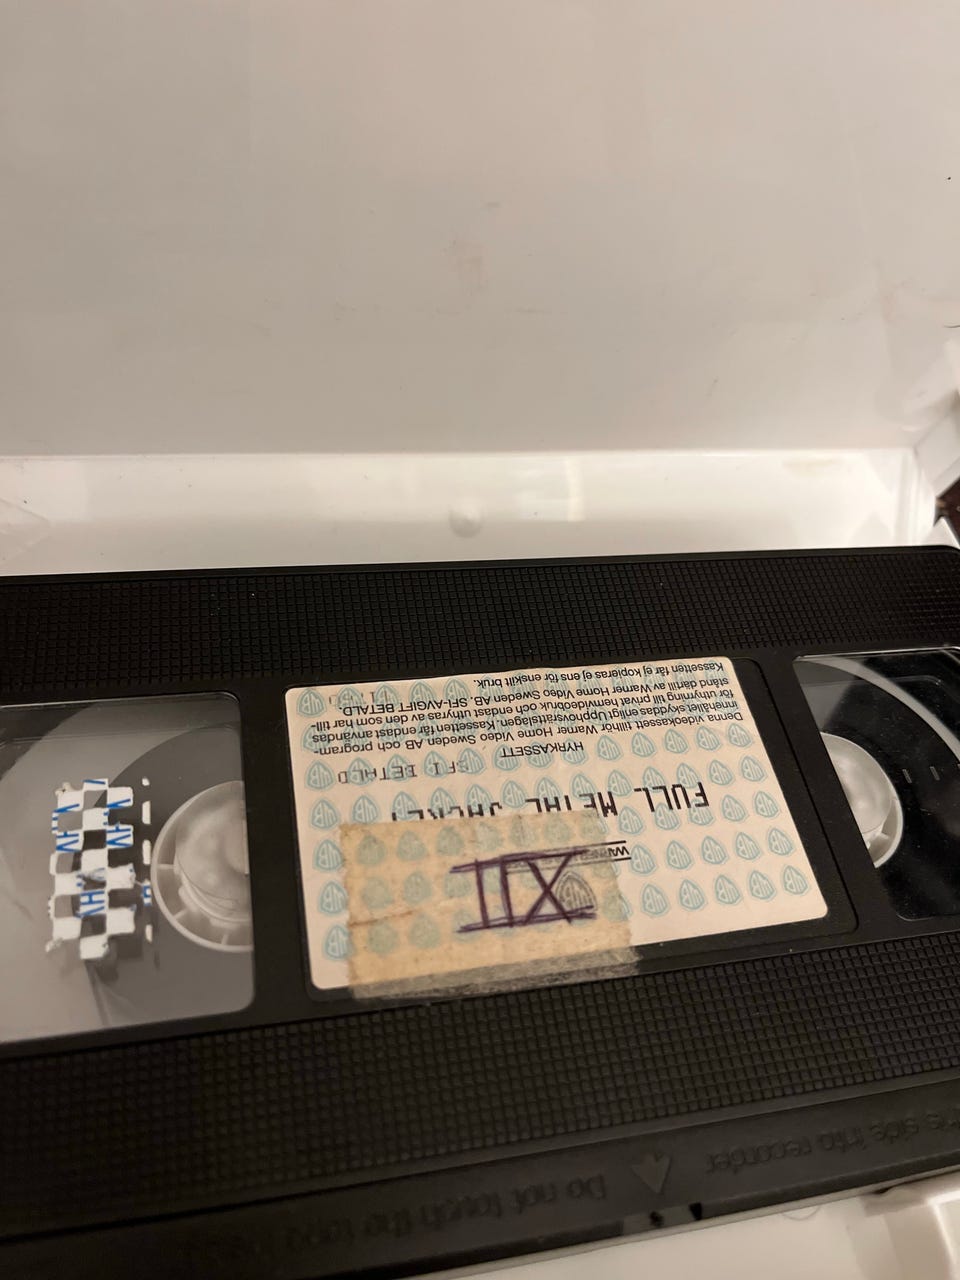 side into recorder Do not touch the tape
XII
WARNER
FULL METAL JACKET
SFI BETALD
HYRKASSETT
Denna videokassett tillhör Warner Home Video Sweden AB och program-
innehållet skyddas enligt upphovsrättslagen. Kassetten får endast användas
för uthyrning till privat hemvideobruk och endast uthyras av den som har till-
stånd därtill av Warner Home Video Sweden AB. SFI-AVGIFT BETALD.
Kassetten får ej kopieras ej ens för enskilt bruk.